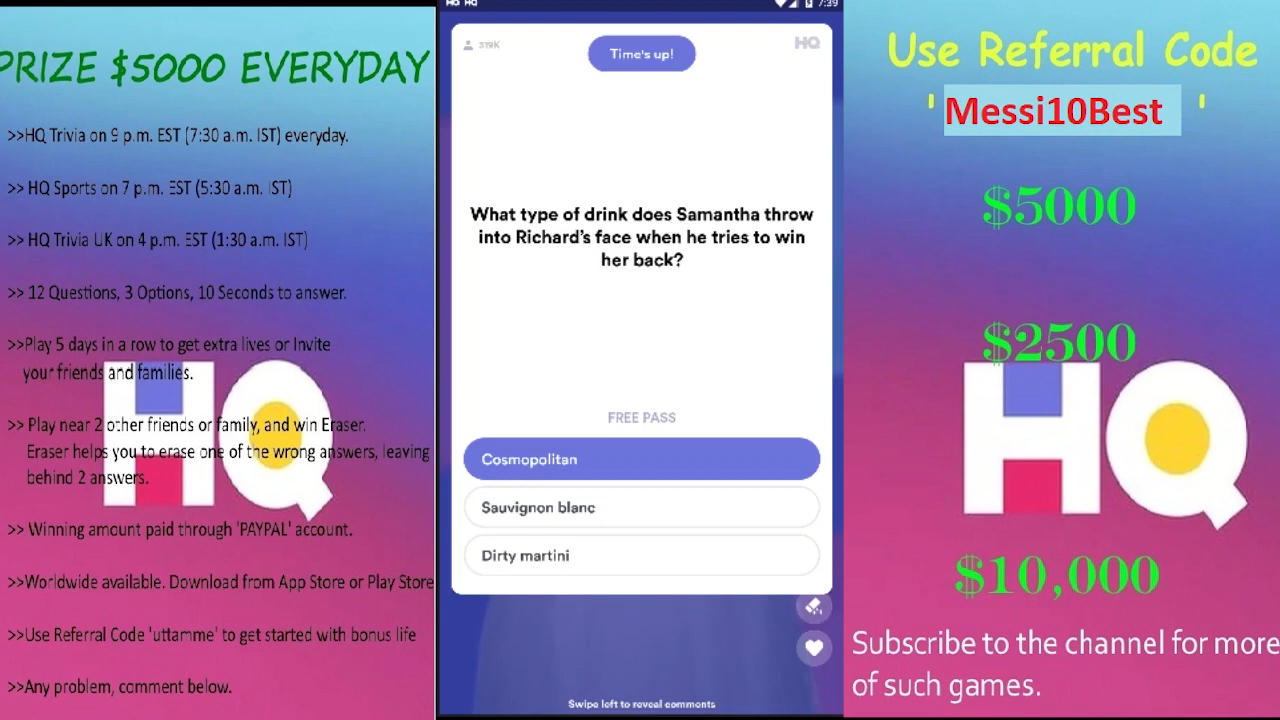 PRIZE $5000 EVERYDAY
>>HQ Trivia on 9 p.m. EST (7:30 a.m. IST) everyday.
>> HQ Sports on 7 p.m. EST (5:30 a.m. IST)
>> HQ Trivia UK on 4 p.m. EST (1:30 a.m. IST)
>> 12 Questions, 3 Options, 10 Seconds to answer.
>>Play 5 days in a row to get extra lives or Invite
your friends and families.
>> Play near 2 other friends or family, and win Eraser.
Eraser helps you to erase one of the wrong answers, leaving
behind 2 answers.
>> Winning amount paid through 'PAYPAL' account.
>>Worldwide available. Download from App Store or Play Store
>>Use Referral Code 'uttamme' to get started with bonus life
>>Any problem, comment below.
HQ
HQ HQ 7:39
319K Time's up! HQ
What type of drink does Samantha throw
into Richard's face when he tries to win
her back?
FREE PASS
Cosmopolitan
Sauvignon blanc
Dirty martini
Swipe left to reveal comments
Use Referral Code
' Messi10Best '
$5000
$2500
HQ
$10,000
Subscribe to the channel for more
of such games.